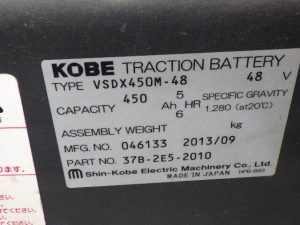 KOBE TRACTION BATTERY
TYPE VSDX450M-48 48 V
CAPACITY 450 Ah 5 HR SPECIFIC GRAVITY
6 1.280 (at20℃)
ASSEMBLY WEIGHT kg
MFG. NO. 046133 2013/09
PART NO. 37B-2E5-2010
Shin-Kobe Electric Machinery Co., Ltd.
MADE IN JAPAN